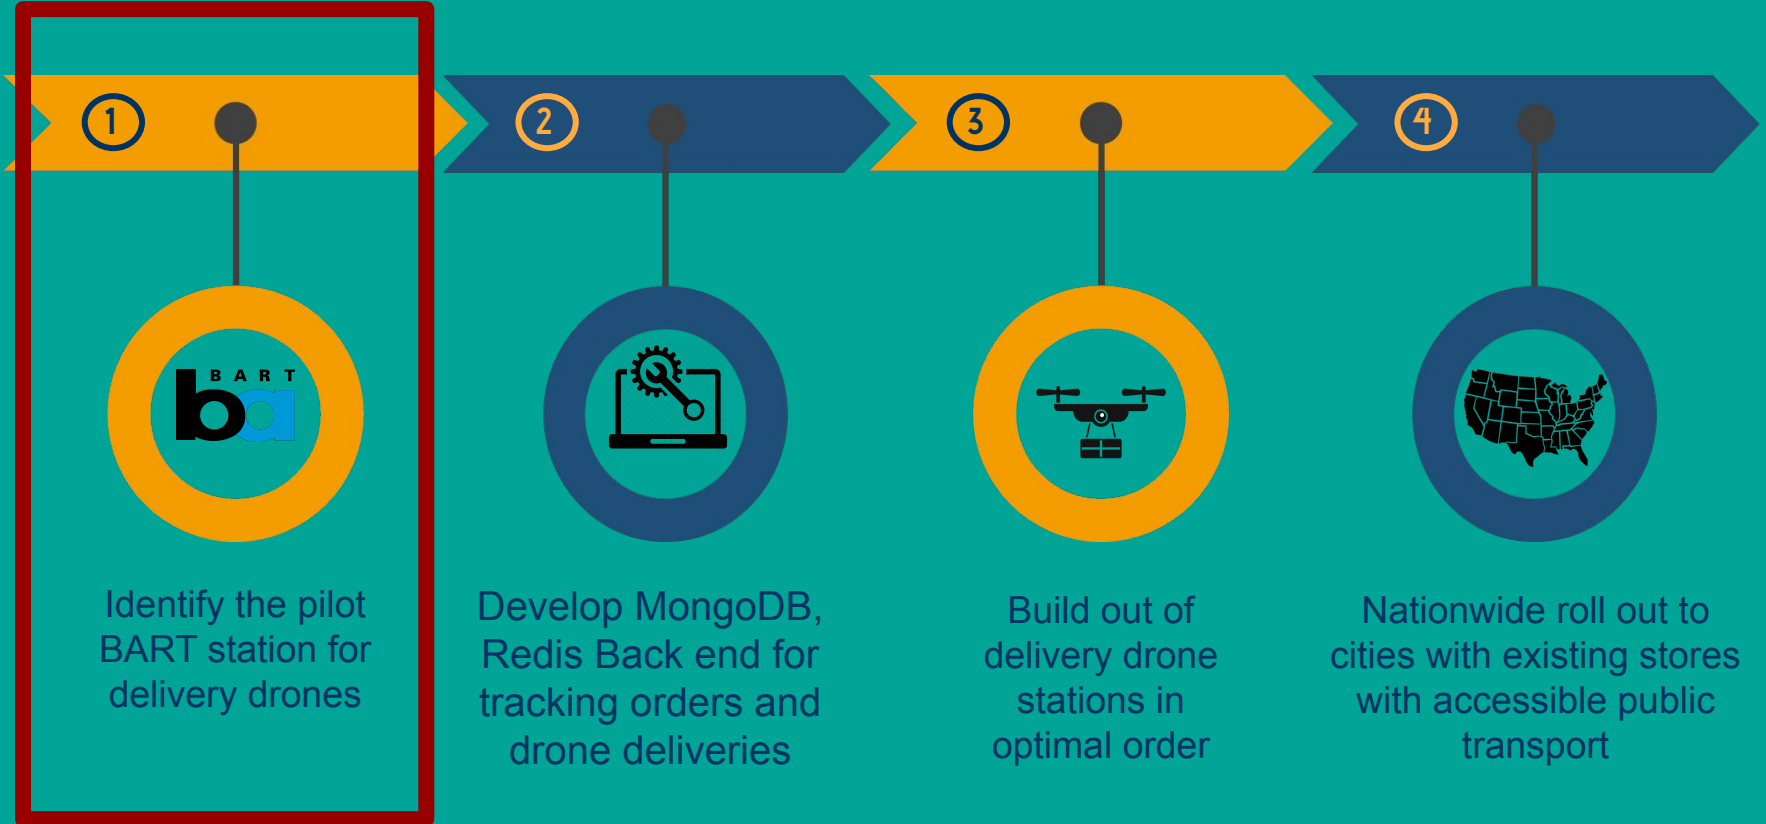 1
2
3
4
BART
ba
Identify the pilot
BART station for
delivery drones
Develop MongoDB,
Redis Back end for
tracking orders and
drone deliveries
Build out of
delivery drone
stations in
optimal order
Nationwide roll out to
cities with existing stores
with accessible public
transport